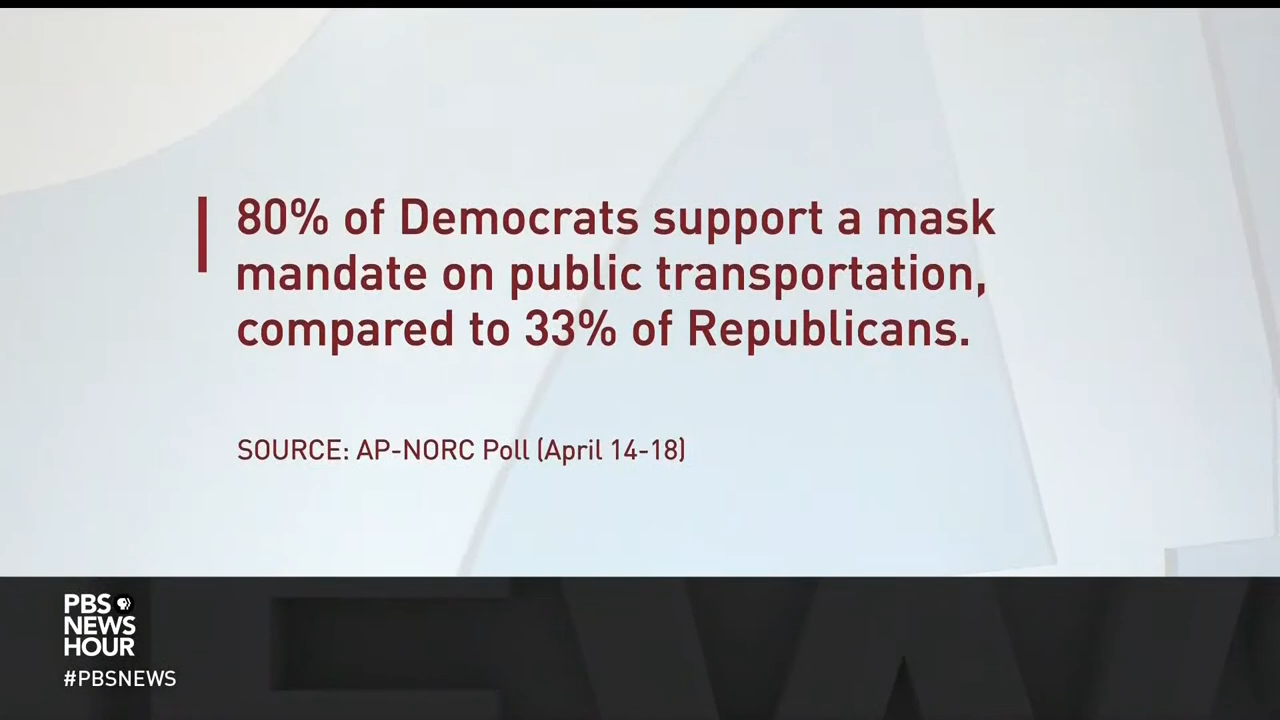 80% of Democrats support a mask
mandate on public transportation,
compared to 33% of Republicans.
SOURCE: AP-NORC Poll (April 14-18)
PBS
NEWS
HOUR
#PBSNEWS